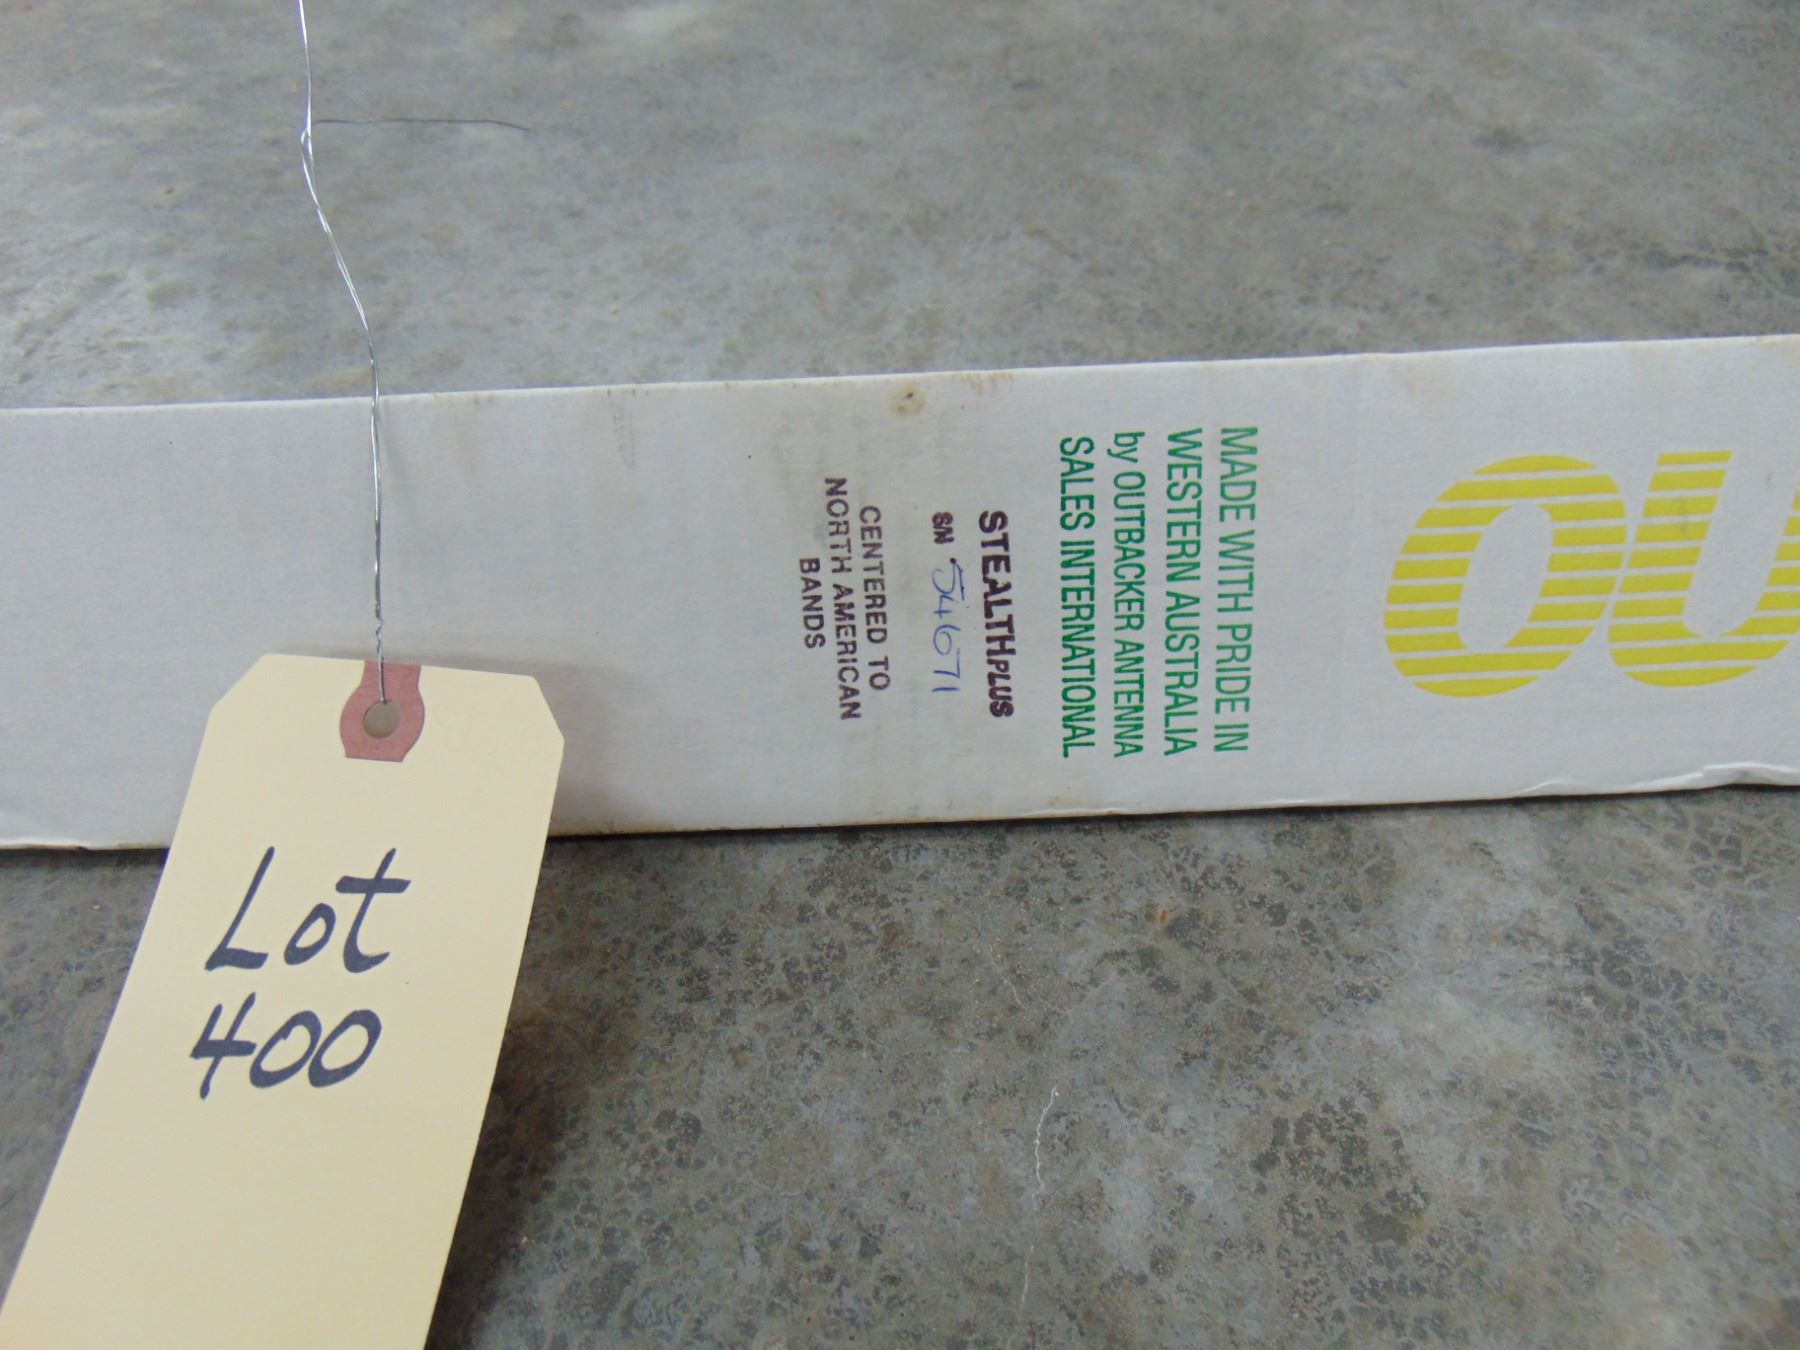 OU
MADE WITH PRIDE IN
WESTERN AUSTRALIA
by OUTBACKER ANTENNA
SALES INTERNATIONAL
STEALTHPLUS
S/N 54671
CENTERED TO
NORTH AMERICAN
BANDS
Lot
400